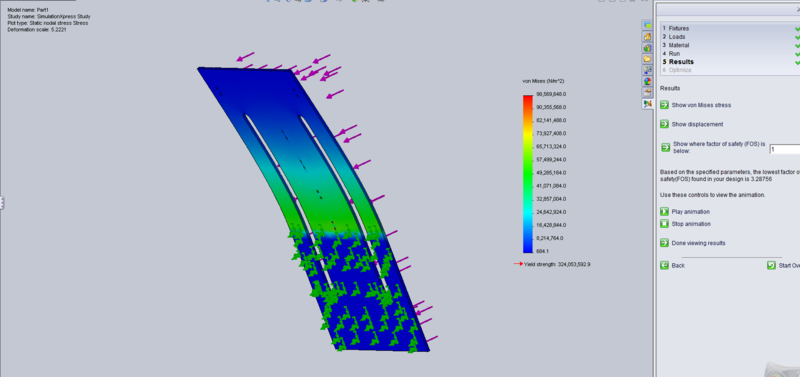 Model name: Part1
Study name: SimulationXpress Study
Plot type: Static nodal stress Stress
Deformation scale: 5.2221
von Mises (N/m^2)
98,569,648.0
90,355,568.0
82,141,488.0
73,927,408.0
65,713,324.0
57,499,244.0
49,285,164.0
41,071,084.0
32,857,004.0
24,642,924.0
16,428,844.0
8,214,764.0
684.1
Yield strength: 324,053,592.9
1 Fixtures
2 Loads
3 Material
4 Run
5 Results
6 Optimize
Results
Show von Mises stress
Show displacement
Show where factor of safety (FOS) is
below:
1
Based on the specified parameters, the lowest factor o
safety(FOS) found in your design is 3.28756
Use these controls to view the animation.
Play animation
Stop animation
Done viewing results
Back
Start Ov